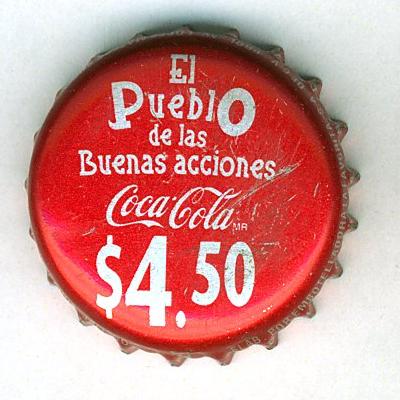 El
PuebLO
de las
Buenas acciones
Coca-Cola MR
$4.50